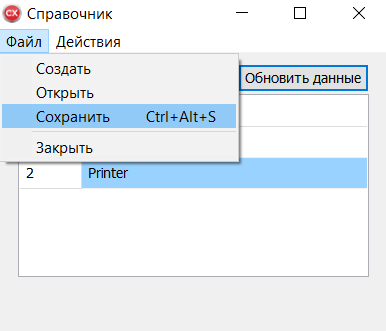 CX Справочник
Файл Действия
Создать
Обновить данные
Открыть
Сохранить Ctrl+Alt+S
Закрыть
2 Printer